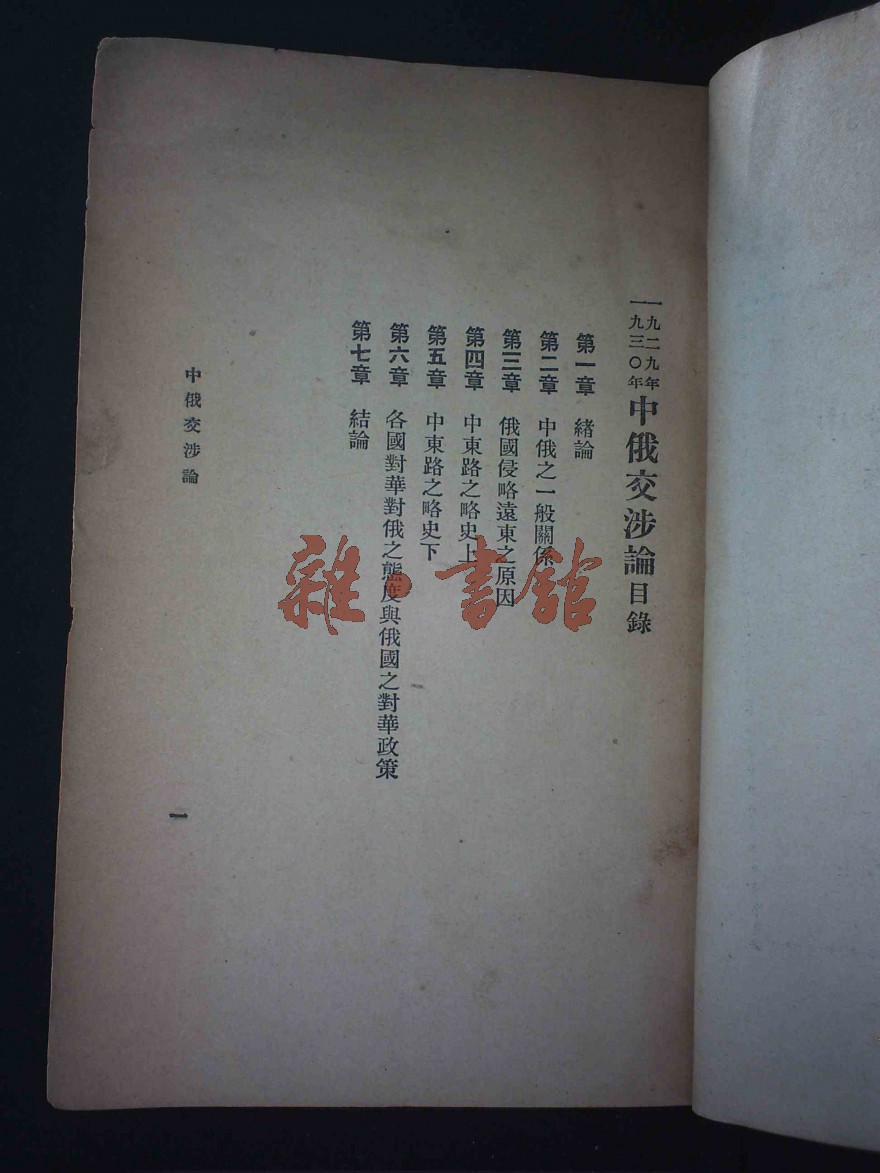 一九二九年
一九三〇年
中俄交涉論目錄
第一章 緒論
第二章 中俄之一般關係
第三章 俄國侵略遠東之原因
第四章 中東路之略史上
第五章 中東路之略史下
第六章 各國對華對俄之態度與俄國之對華政策
第七章 結論
中俄交涉論
一
雜·書館